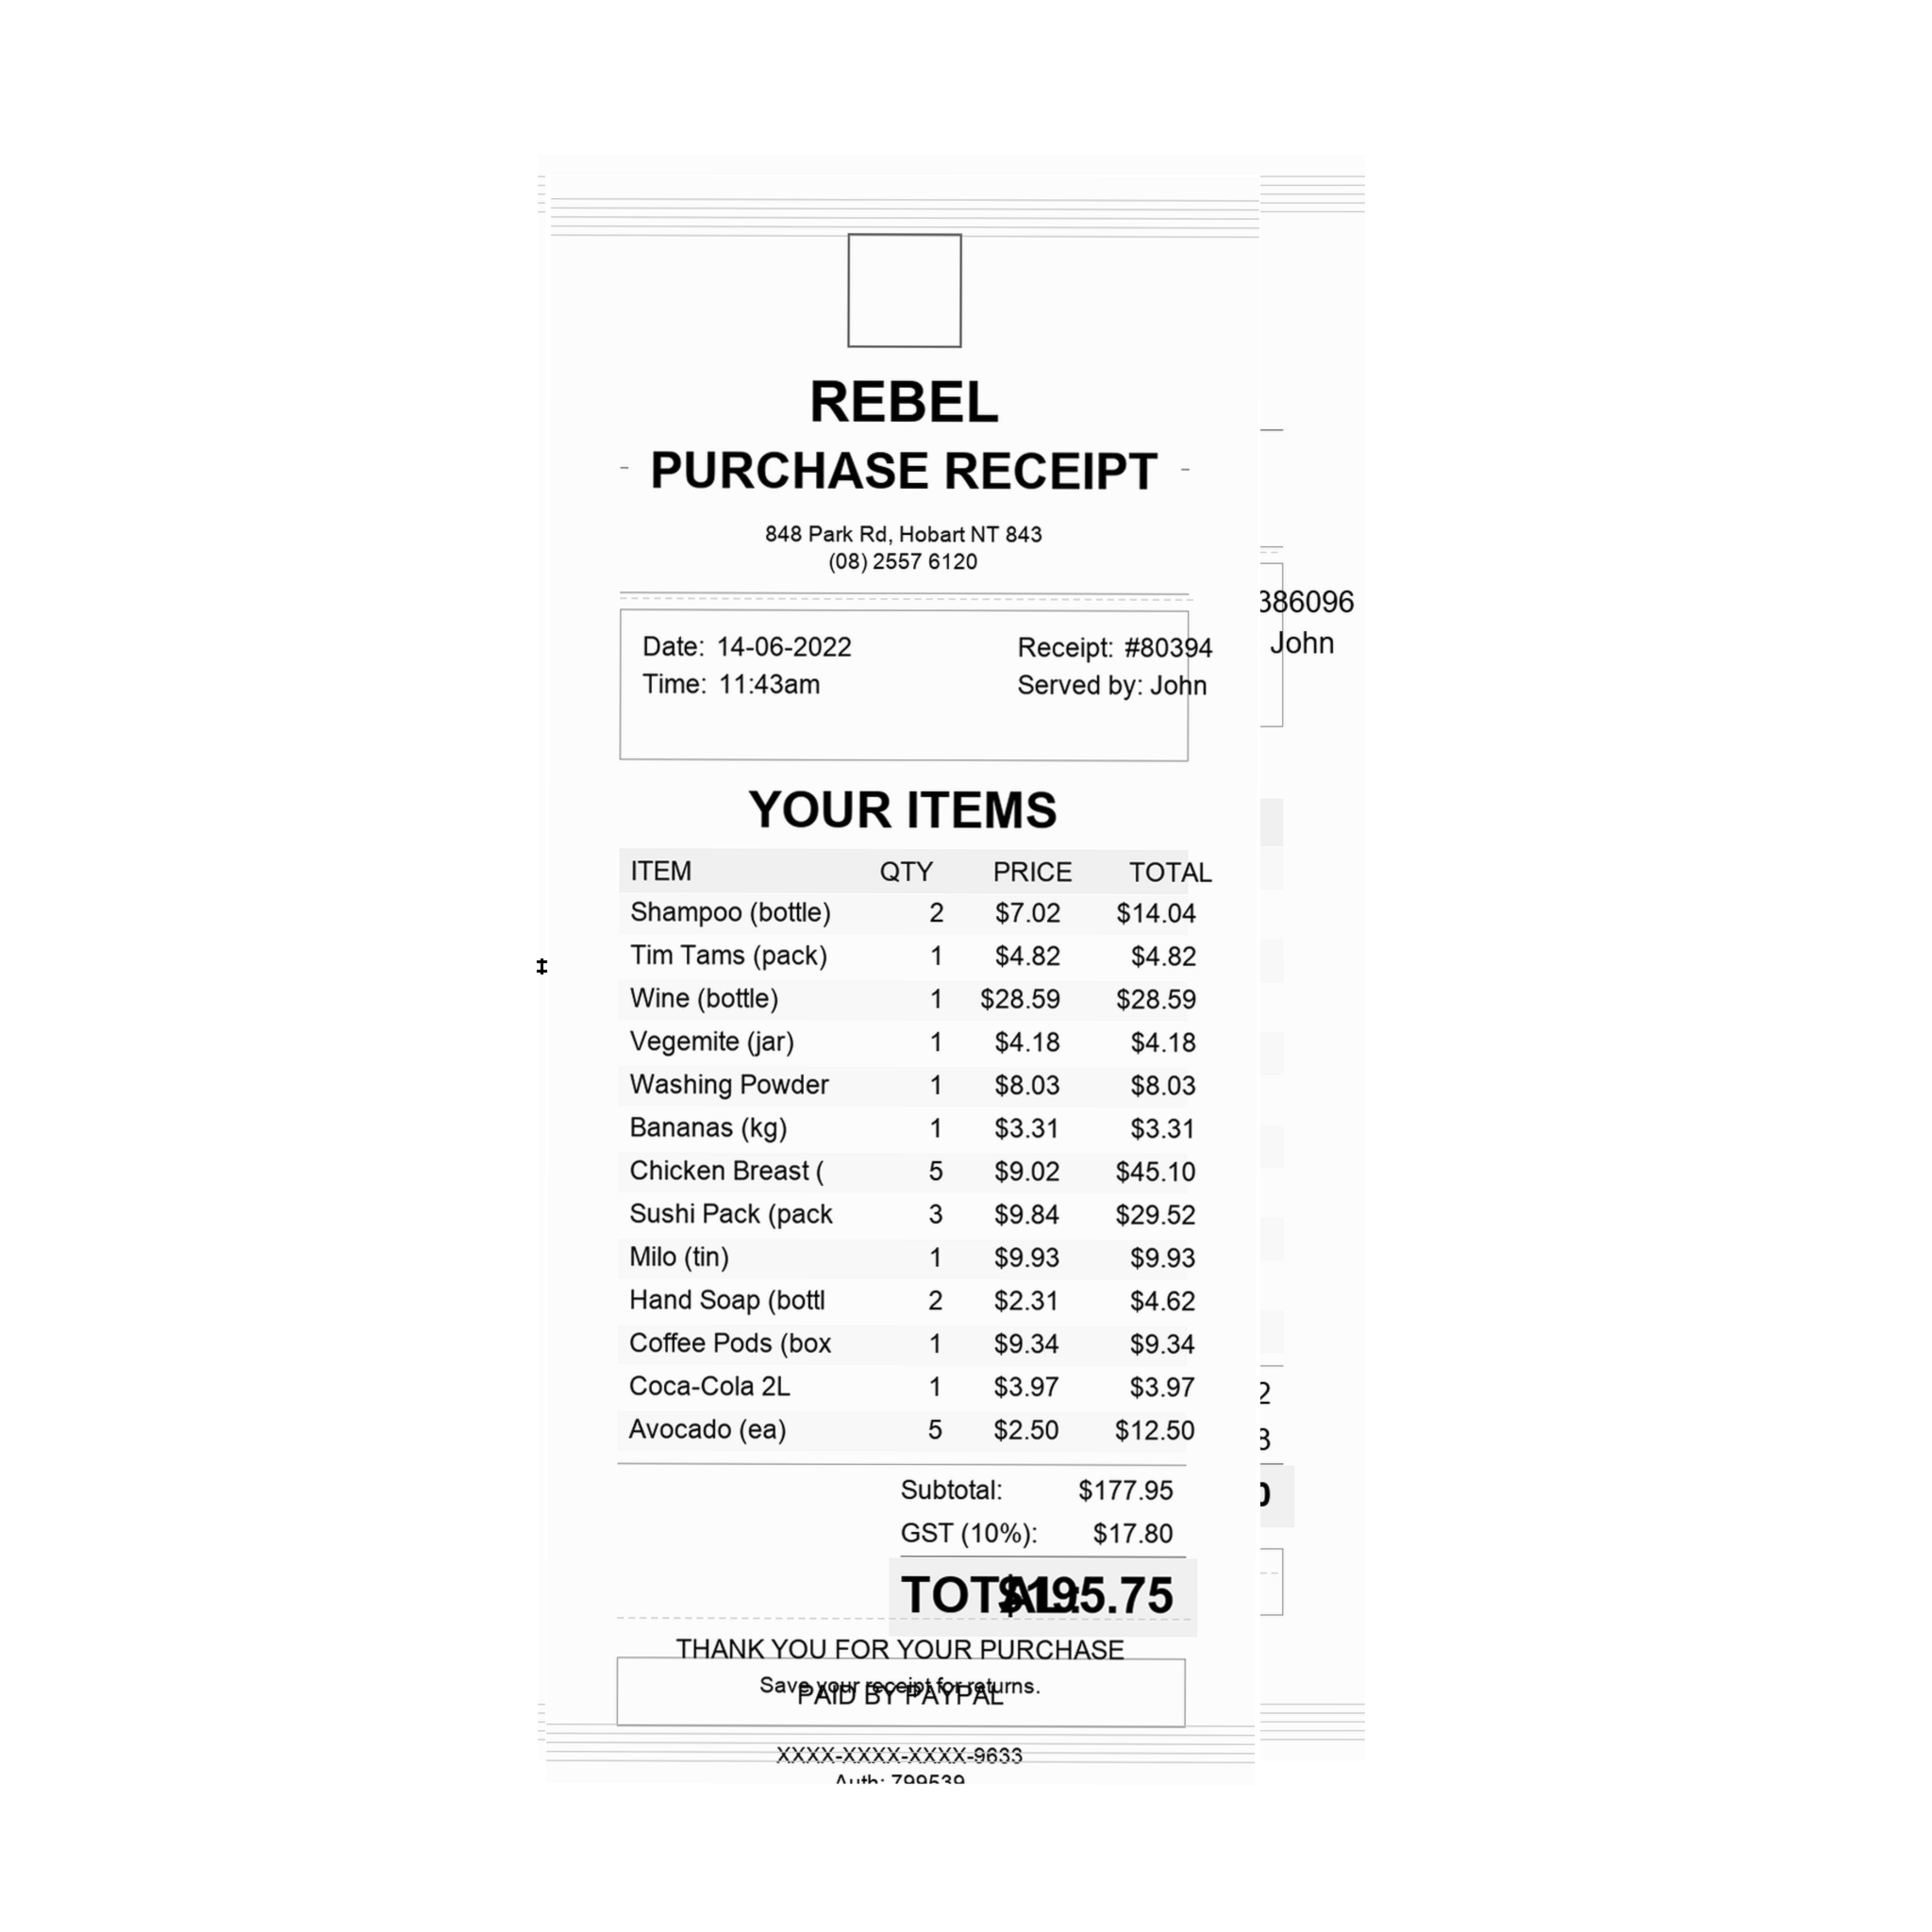 REBEL
PURCHASE RECEIPT
848 Park Rd, Hobart NT 843
(08) 2557 6120
Date: 14-06-2022 Receipt: #80394
Time: 11:43am Served by: John
YOUR ITEMS
ITEM QTY PRICE TOTAL
Shampoo (bottle) 2 $7.02 $14.04
Tim Tams (pack) 1 $4.82 $4.82
Wine (bottle) 1 $28.59 $28.59
Vegemite (jar) 1 $4.18 $4.18
Washing Powder 1 $8.03 $8.03
Bananas (kg) 1 $3.31 $3.31
Chicken Breast ( 5 $9.02 $45.10
Sushi Pack (pack 3 $9.84 $29.52
Milo (tin) 1 $9.93 $9.93
Hand Soap (bottl 2 $2.31 $4.62
Coffee Pods (box 1 $9.34 $9.34
Coca-Cola 2L 1 $3.97 $3.97
Avocado (ea) 5 $2.50 $12.50
Subtotal: $177.95
GST (10%): $17.80
TOTAL: $195.75
THANK YOU FOR YOUR PURCHASE
Save your receipt for returns.
PAID BY PAYPAL
XXXX-XXXX-XXXX-9633
Auth: 799539
386096
John
2
8
0